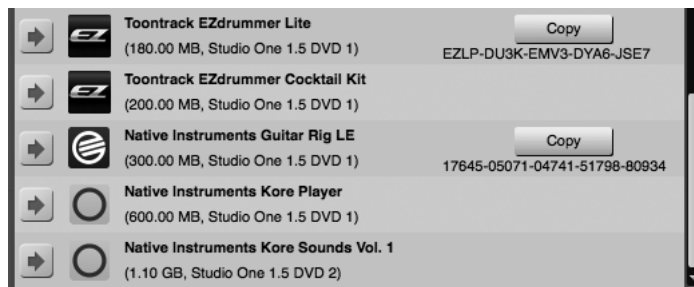 Toontrack EZdrummer Lite
(180.00 MB, Studio One 1.5 DVD 1)
Copy
EZLP-DU3K-EMV3-DYA6-JSE7
Toontrack EZdrummer Cocktail Kit
(200.00 MB, Studio One 1.5 DVD 1)
Native Instruments Guitar Rig LE
(300.00 MB, Studio One 1.5 DVD 1)
Copy
17645-05071-04741-51798-80934
Native Instruments Kore Player
(600.00 MB, Studio One 1.5 DVD 1)
Native Instruments Kore Sounds Vol. 1
(1.10 GB, Studio One 1.5 DVD 2)